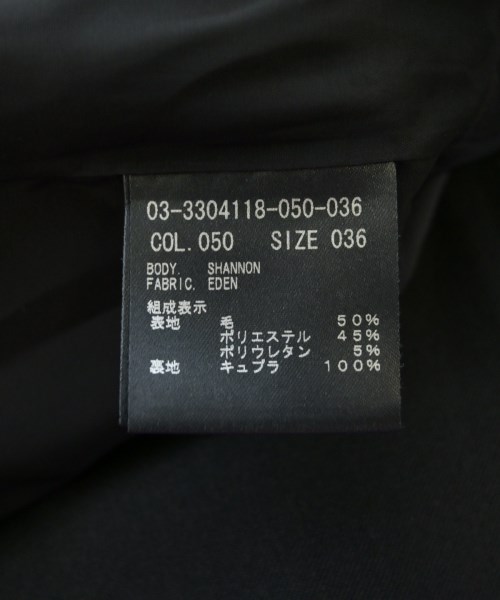 03-3304118-050-036
COL.050 SIZE 036
BODY. SHANNON
FABRIC. EDEN
組成表示
表地 毛 50%
ポリエステル 45%
ポリウレタン 5%
裏地 キュプラ 100%